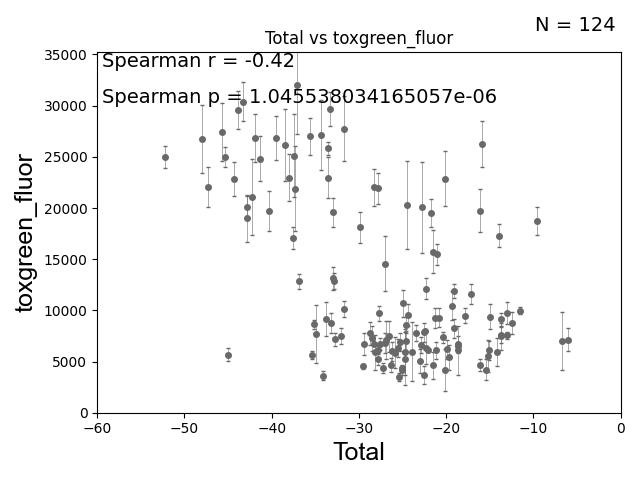 N = 124
Total vs toxgreen_fluor
Spearman r = -0.42
Spearman p = 1.045538034165057e-06
35000
30000
25000
20000
15000
10000
5000
0
toxgreen_fluor
−60 −50 −40 −30 −20 −10 0
Total